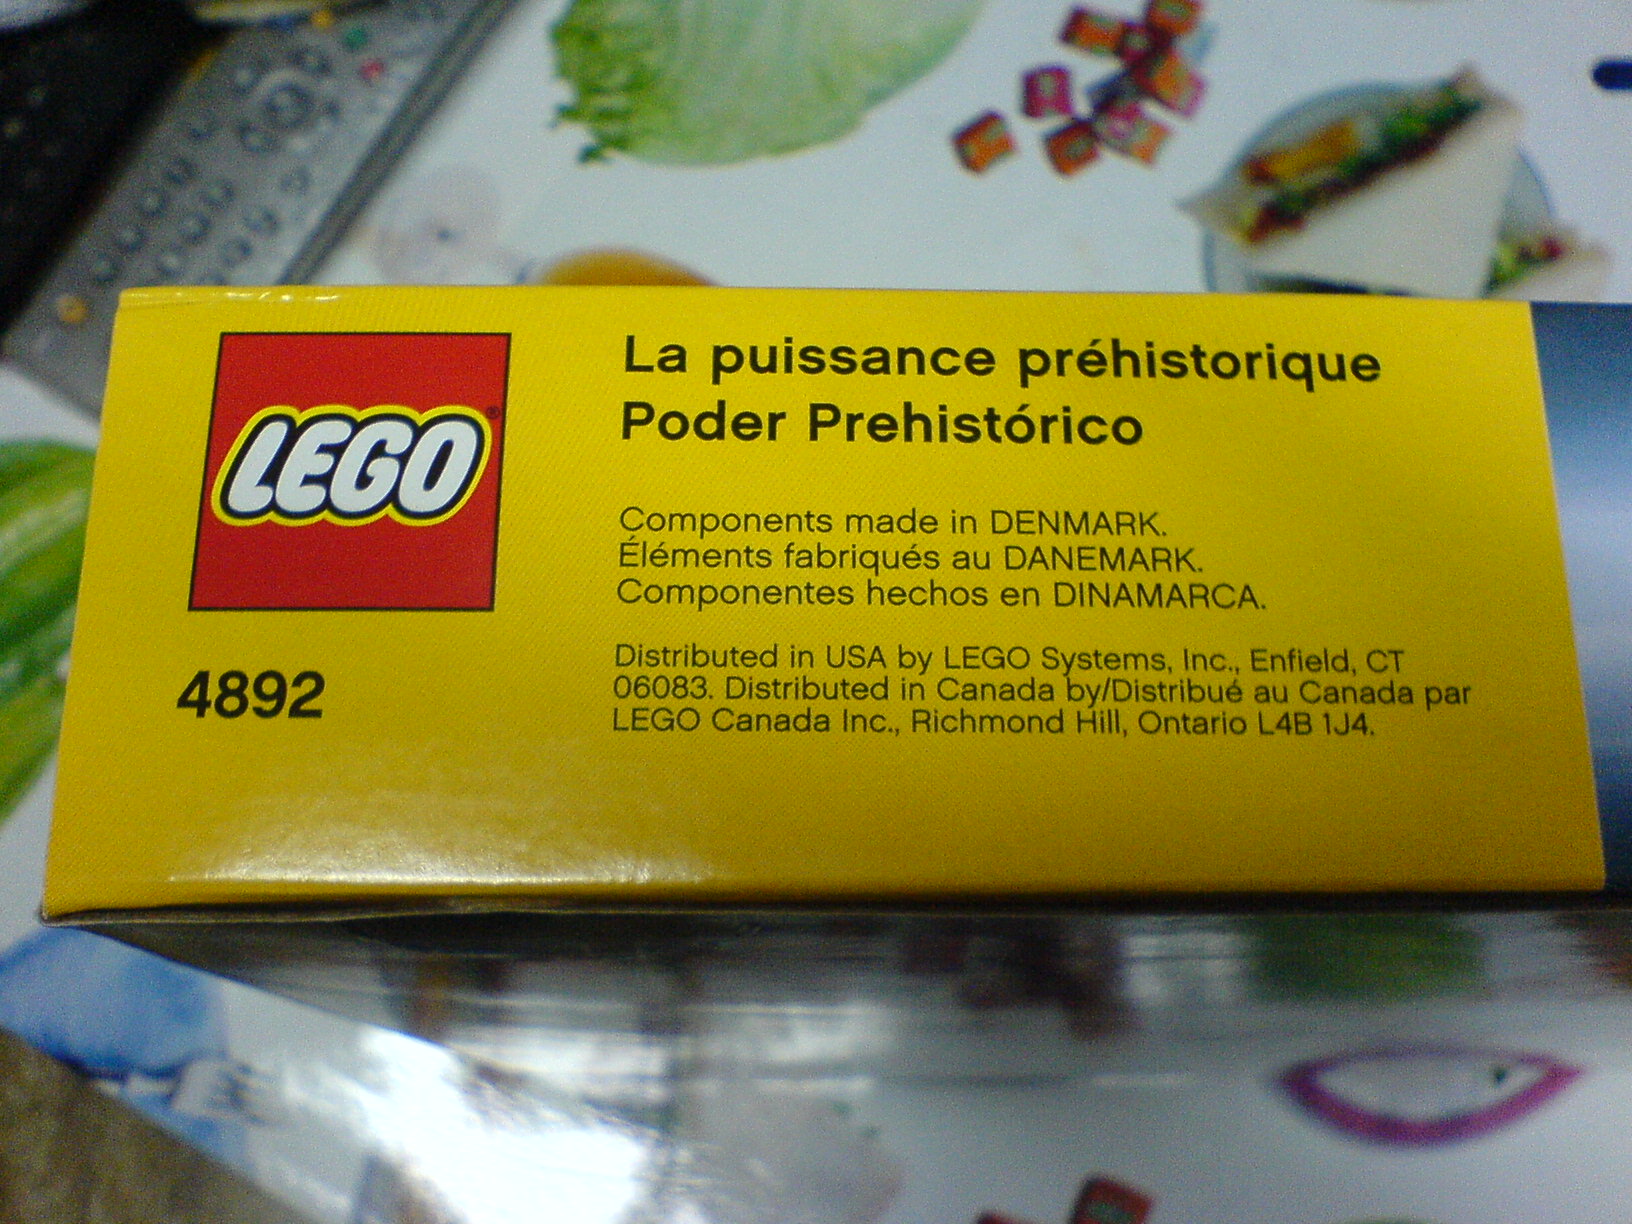 LEGO®
La puissance préhistorique
Poder Prehistórico
Components made in DENMARK.
Éléments fabriqués au DANEMARK.
Componentes hechos en DINAMARCA.
4892
Distributed in USA by LEGO Systems, Inc., Enfield, CT
06083. Distributed in Canada by/Distribué au Canada par
LEGO Canada Inc., Richmond Hill, Ontario L4B 1J4.